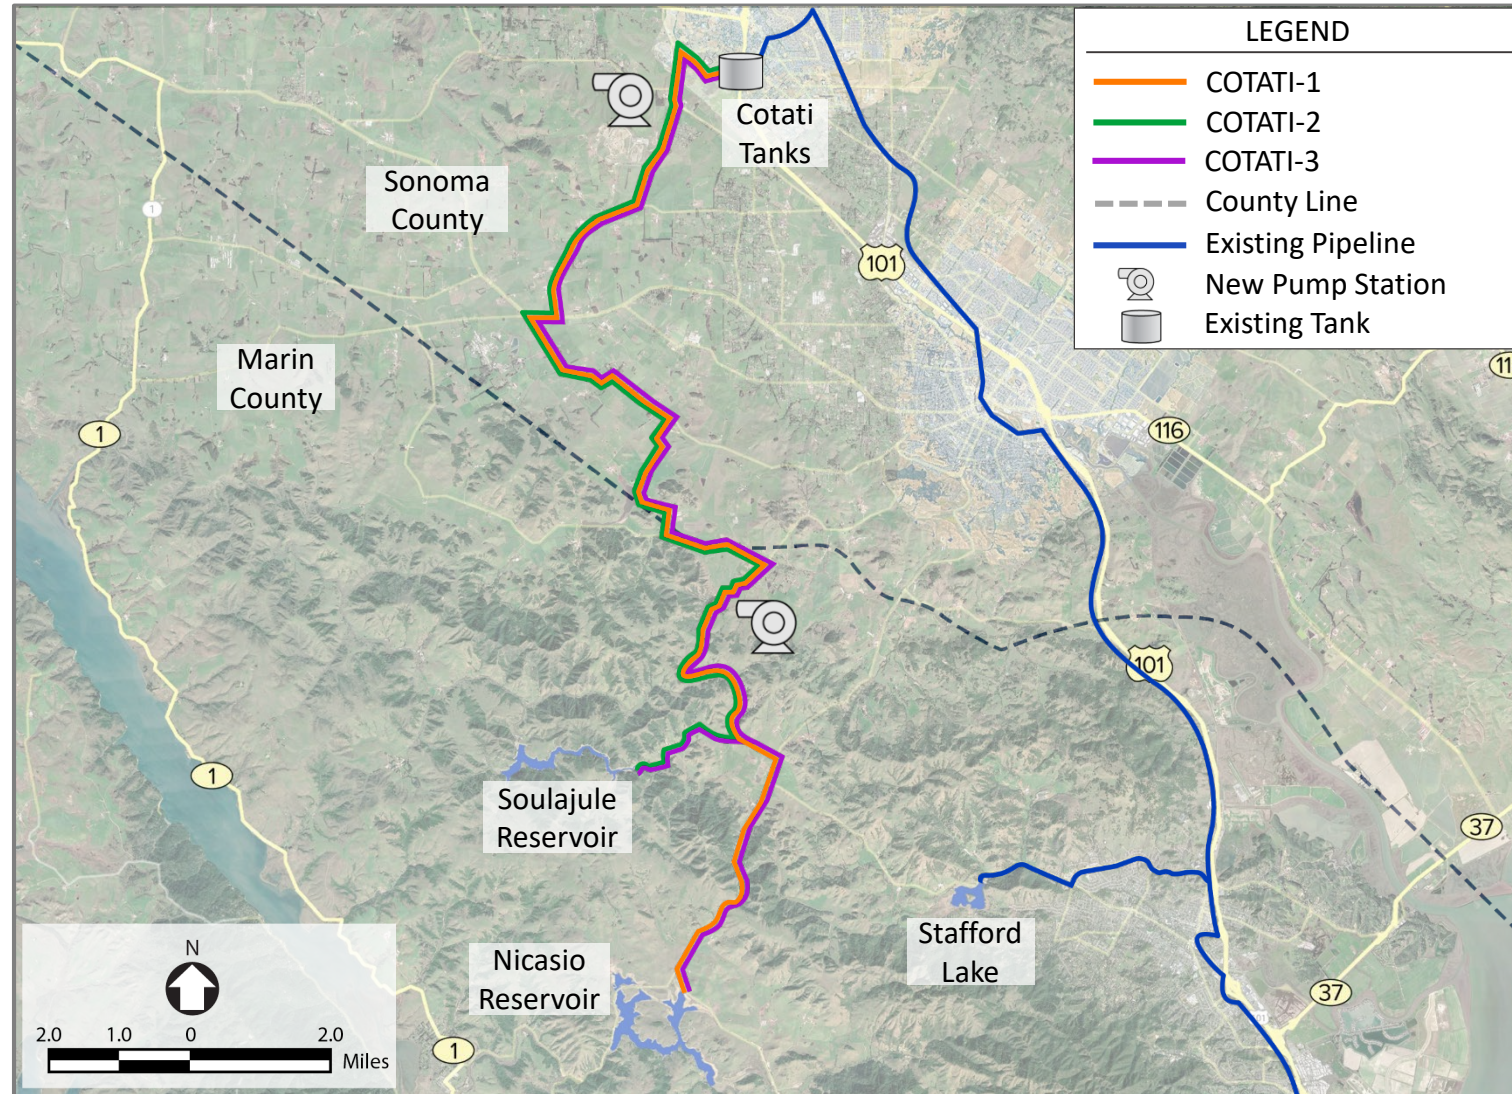 LEGEND
COTATI-1
COTATI-2
COTATI-3
County Line
Existing Pipeline
New Pump Station
Existing Tank
Cotati
Tanks
Sonoma
County
1
101
Marin
County
11
1
116
101
1
Soulajule
Reservoir
37
Stafford
Lake
Nicasio
Reservoir
37
N
2.0 1.0 0 2.0
Miles
1